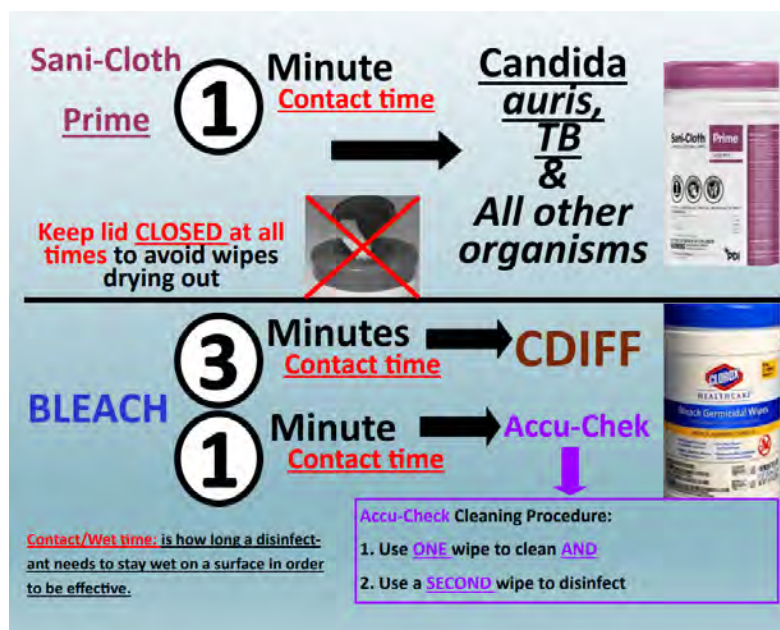 Sani-Cloth
Prime
1
Minute
Contact time
Candida
auris,
TB
&
All other
organisms
Sani-Cloth Prime
PDI
Keep lid CLOSED at all
times to avoid wipes
drying out
BLEACH
3
Minutes
Contact time
CDIFF
1
Minute
Contact time
Accu-Chek
CLOROX
HEALTHCARE
Bleach Germicidal Wipes
Contact/Wet time: is how long a disinfect-
ant needs to stay wet on a surface in order
to be effective.
Accu-Check Cleaning Procedure:
1. Use ONE wipe to clean AND
2. Use a SECOND wipe to disinfect